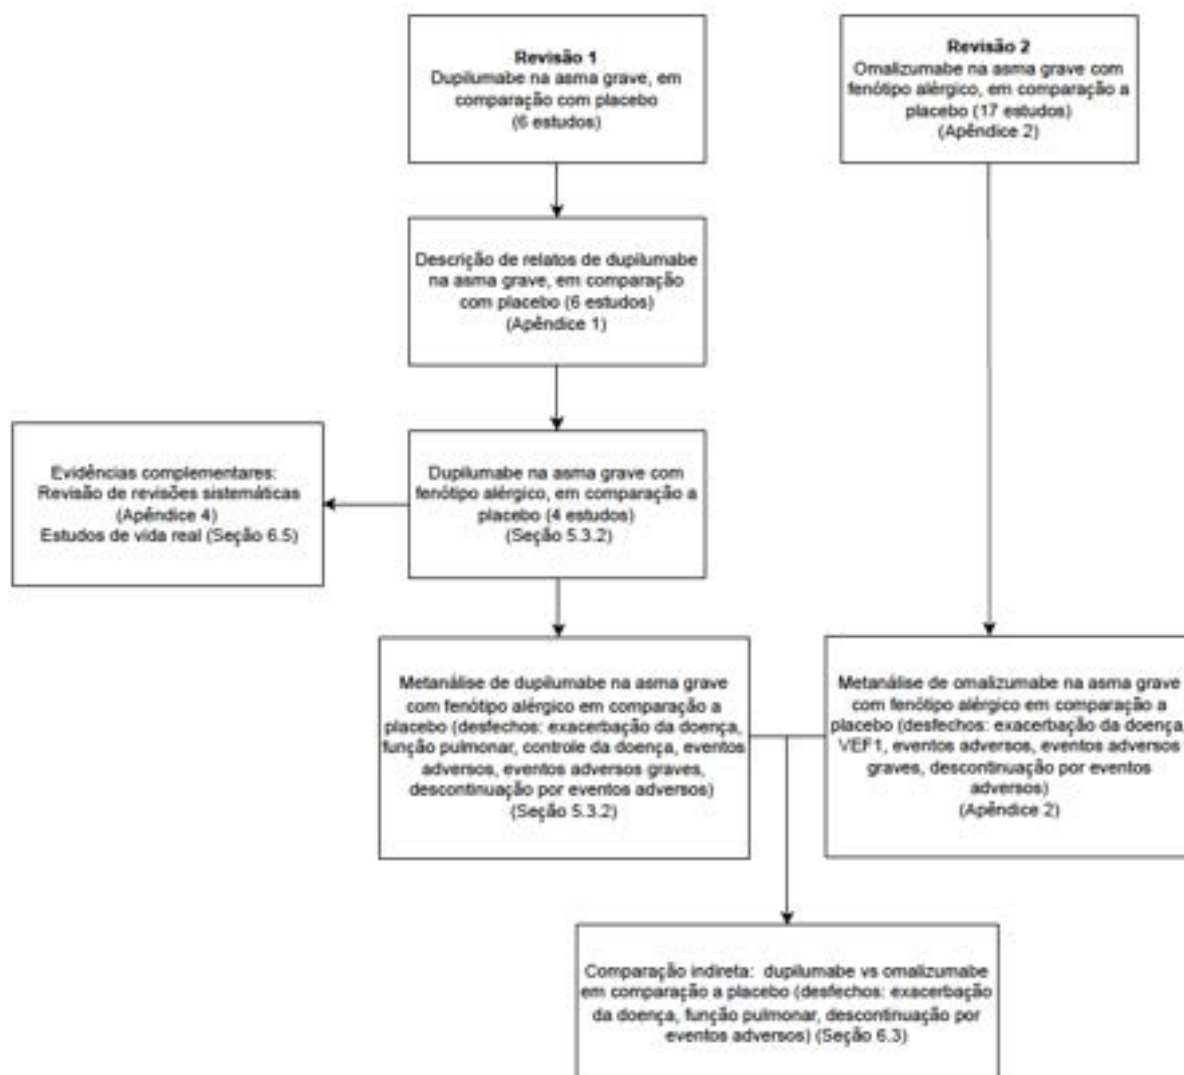 Revisão 1
Dupilumabe na asma grave, em
comparação com placebo
(6 estudos)
Revisão 2
Omalizumabe na asma grave com
fenótipo alérgico, em comparação a
placebo (17 estudos)
(Apêndice 2)
Descrição de relatos de dupilumabe
na asma grave, em comparação
com placebo (6 estudos)
(Apêndice 1)
Evidências complementares:
Revisão de revisões sistemáticas
(Apêndice 4)
Estudos de vida real (Seção 6.5)
Dupilumabe na asma grave com
fenótipo alérgico, em comparação a
placebo (4 estudos)
(Seção 5.3.2)
Metanálise de dupilumabe na asma grave
com fenótipo alérgico em comparação a
placebo (desfechos: exacerbação da doença,
função pulmonar, controle da doença, eventos
adversos, eventos adversos graves,
descontinuação por eventos adversos)
(Seção 5.3.2)
Metanálise de omalizumabe na asma grave
com fenótipo alérgico em comparação a
placebo (desfechos: exacerbação da doença,
VEF1, eventos adversos, eventos adversos
graves, descontinuação por eventos
adversos)
(Apêndice 2)
Comparação indireta: dupilumabe vs omalizumabe
em comparação a placebo (desfechos: exacerbação
da doença, função pulmonar, descontinuação por
eventos adversos) (Seção 6.3)